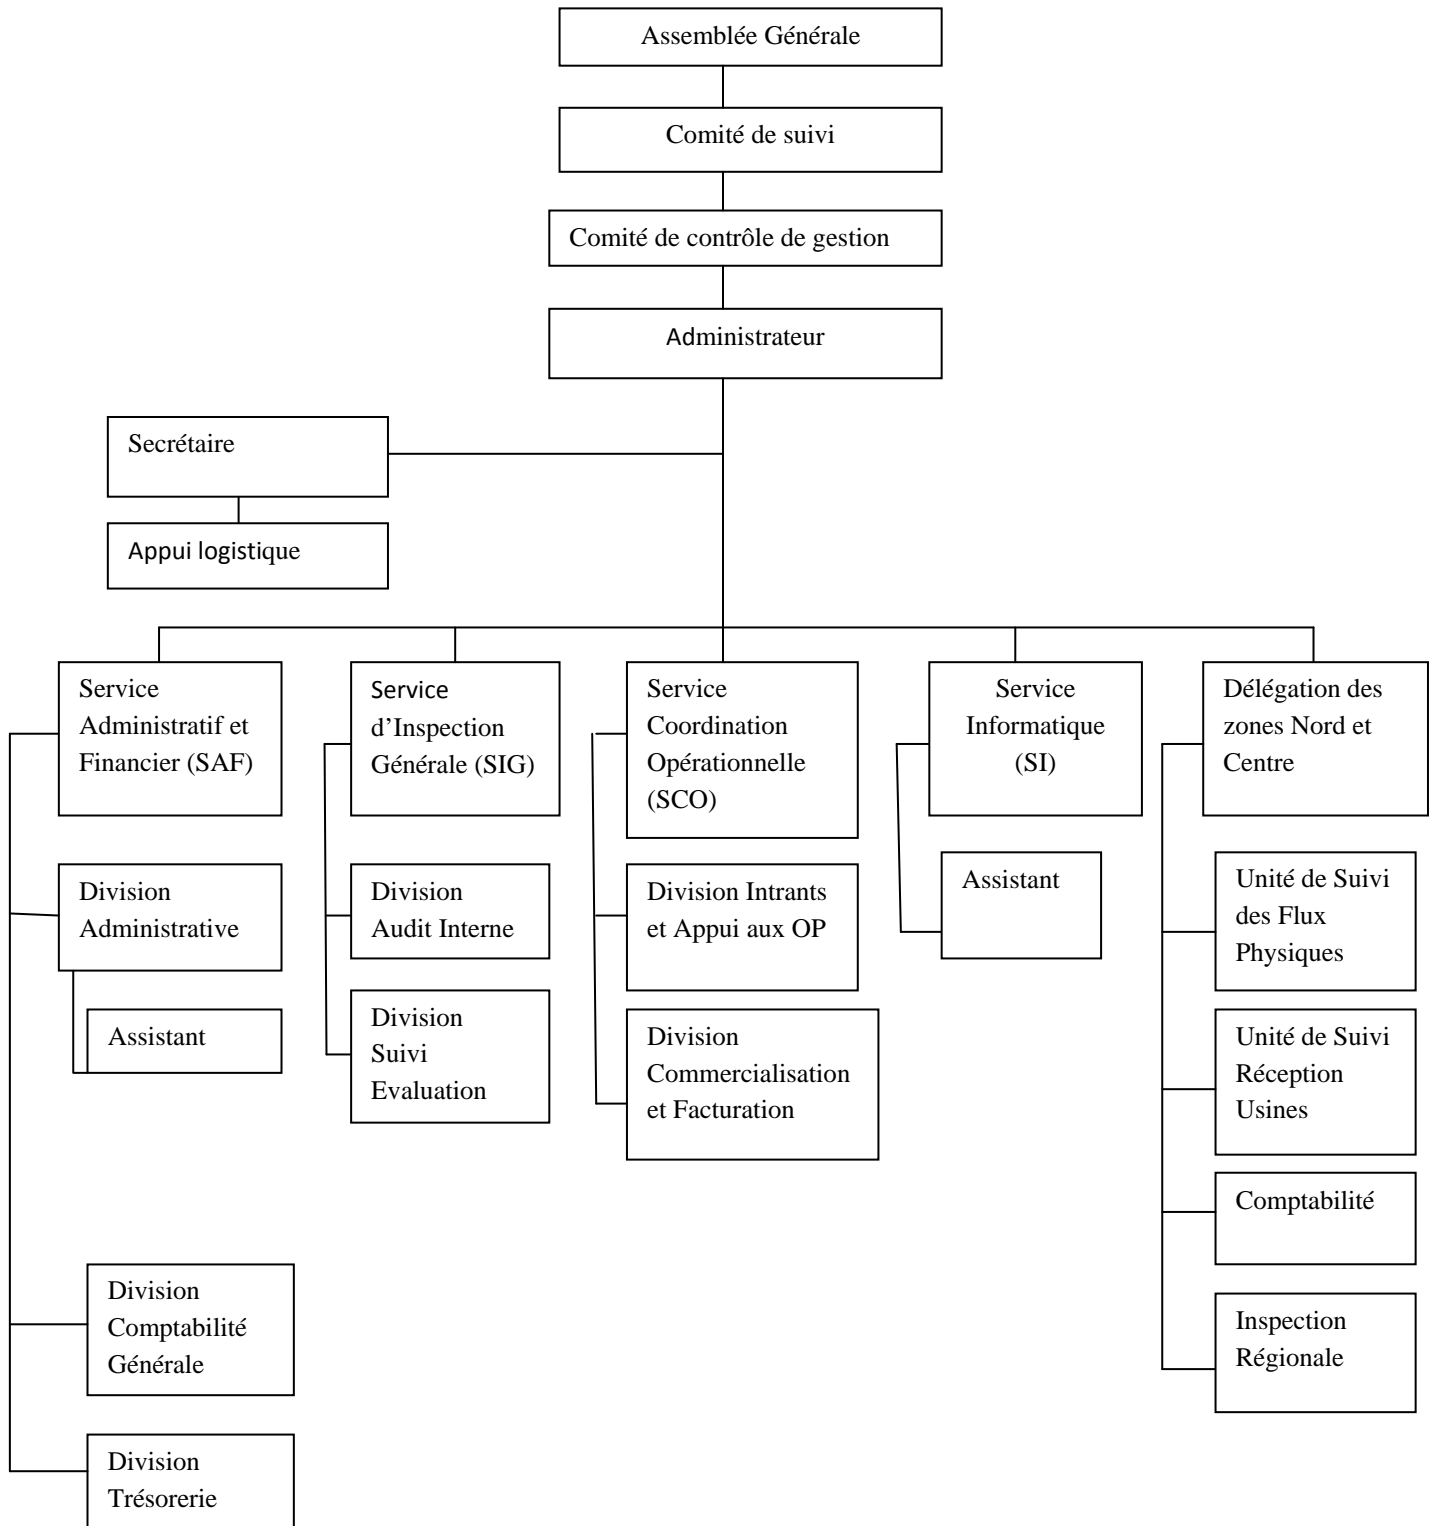 Assemblée Générale
Comité de suivi
Comité de contrôle de gestion
Administrateur
Secrétaire
Appui logistique
Service
Administratif et
Financier (SAF)
Service
d’Inspection
Générale (SIG)
Service
Coordination
Opérationnelle
(SCO)
Service
Informatique
(SI)
Délégation des
zones Nord et
Centre
Division
Administrative
Assistant
Division
Comptabilité
Générale
Division
Trésorerie
Division
Audit Interne
Division
Suivi
Evaluation
Division Intrants
et Appui aux OP
Division
Commercialisation
et Facturation
Assistant
Unité de Suivi
des Flux
Physiques
Unité de Suivi
Réception
Usines
Comptabilité
Inspection
Régionale